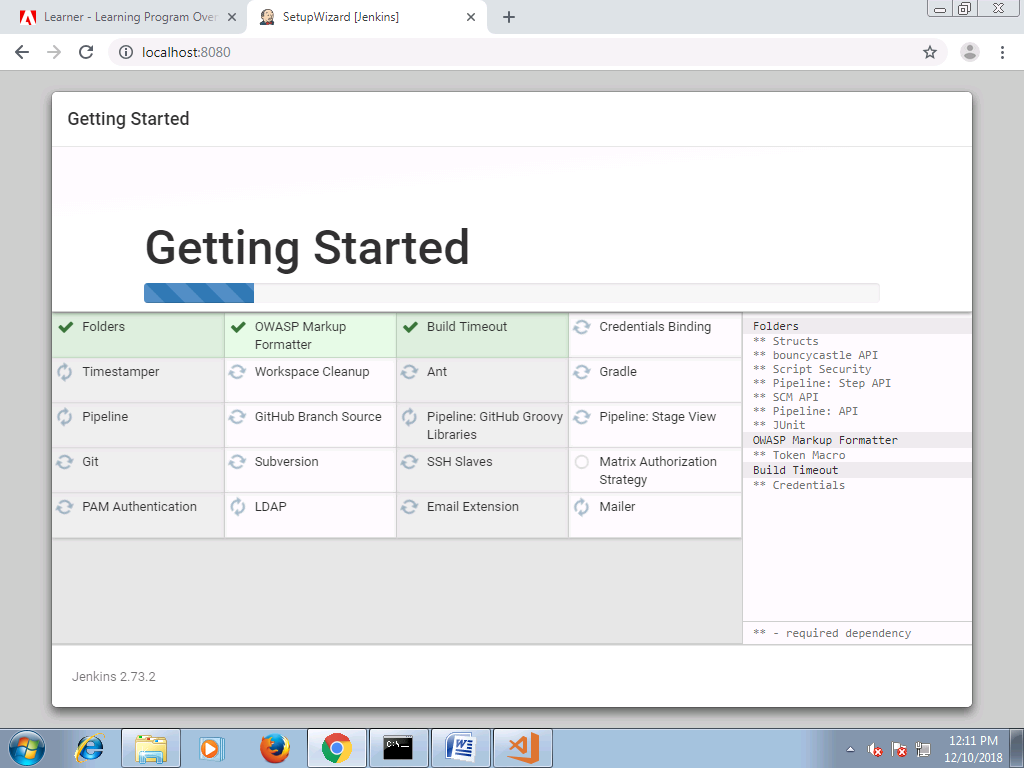 Learner - Learning Program Over
SetupWizard [Jenkins]
localhost:8080
Getting Started
Getting Started
Folders
OWASP Markup
Formatter
Build Timeout
Credentials Binding
Timestamper
Workspace Cleanup
Ant
Gradle
Pipeline
GitHub Branch Source
Pipeline: GitHub Groovy
Libraries
Pipeline: Stage View
Git
Subversion
SSH Slaves
Matrix Authorization
Strategy
PAM Authentication
LDAP
Email Extension
Mailer
Folders
** Structs
** bouncycastle API
** Script Security
** Pipeline: Step API
** SCM API
** Pipeline: API
** JUnit
OWASP Markup Formatter
** Token Macro
Build Timeout
** Credentials
** - required dependency
Jenkins 2.73.2
C:\.
12:11 PM
12/10/2018